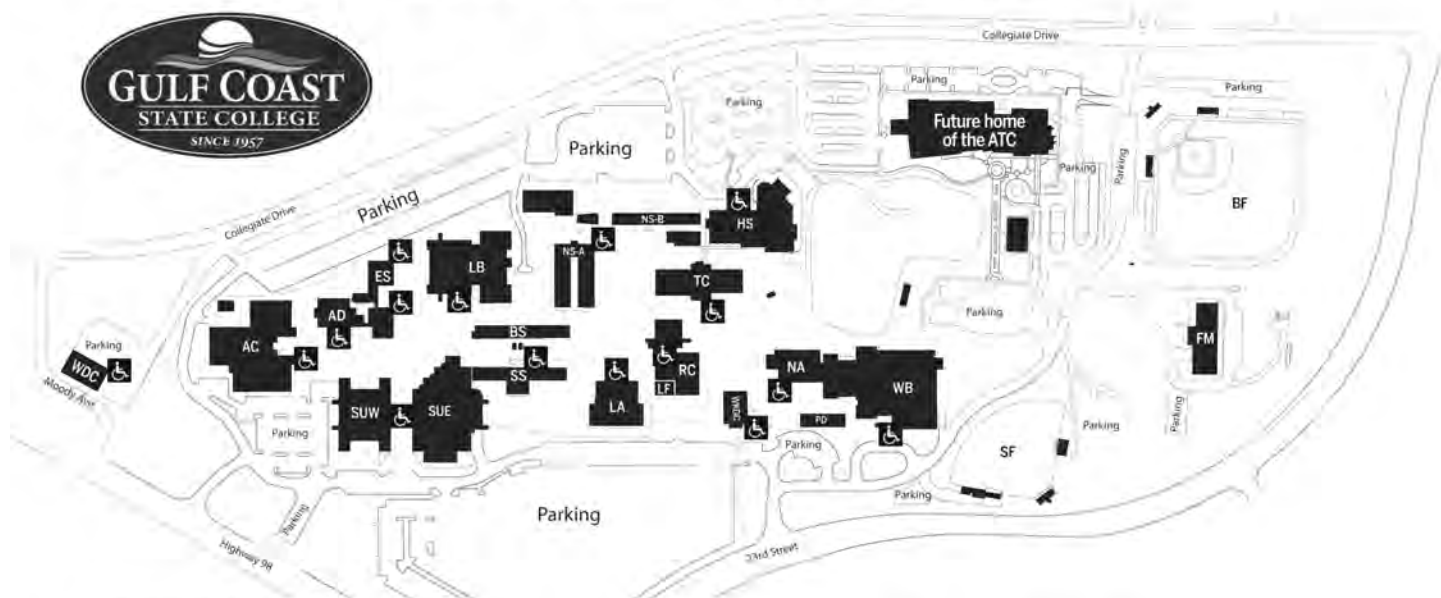 GULF COAST
STATE COLLEGE
SINCE 1957
Collegiate Drive
Parking
Parking
Parking
Future home
of the ATC
Parking
Parking
Parking
BF
Parking
Collegiate Drive
NS-B
HS
NS-A
LB
ES
TC
AD
BS
AC
Parking
FM
Parking
WDC
Moody Ave
SS
RC
LF
NA
WB
SUW
SUE
LA
WKDC
PD
Parking
Parking
Parking
Parking
SF
Parking
Parking
Parking
Highway 98
23rd Street